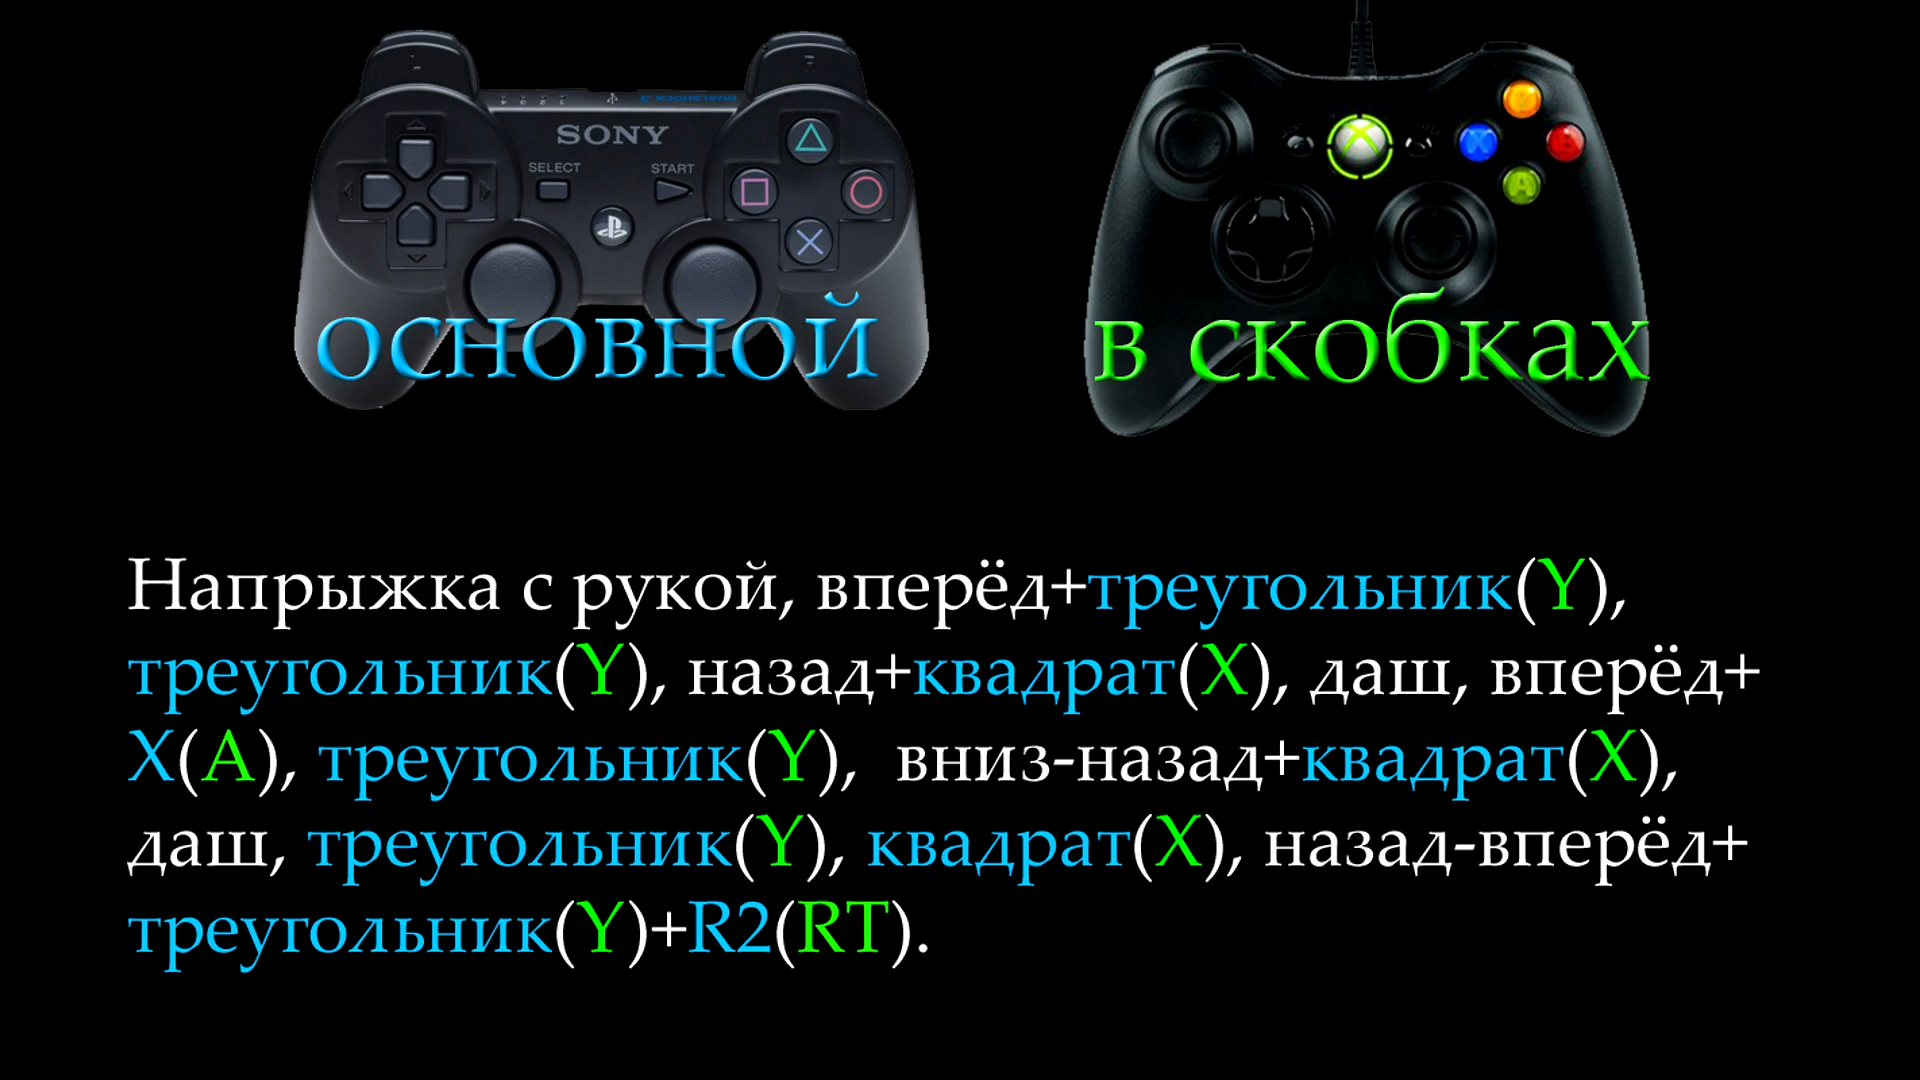 SONY
SELECT
START
X
A
основной
в скобках
Напрыжка с рукой, вперёд+треугольник(Y),
треугольник(Y), назад+квадрат(X), даш, вперёд+
X(A), треугольник(Y), вниз-назад+квадрат(X),
даш, треугольник(Y), квадрат(X), назад-вперёд+
треугольник(Y)+R2(RT).